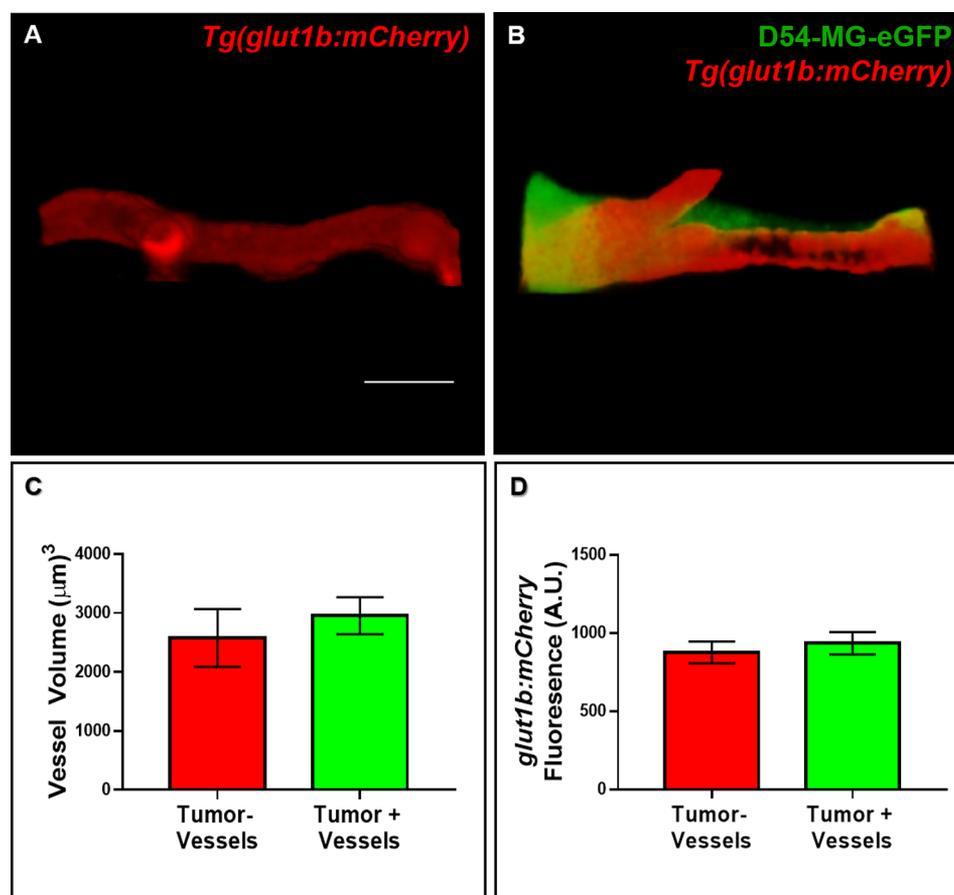 A
Tg(glut1b:mCherry)
B
D54-MG-eGFP
Tg(glut1b:mCherry)
C
Vessel Volume (µm)3
4000
3000
2000
1000
0
Tumor-
Vessels
Tumor +
Vessels
D
glut1b:mCherry
Fluoresence (A.U.)
1500
1000
500
0
Tumor-
Vessels
Tumor +
Vessels